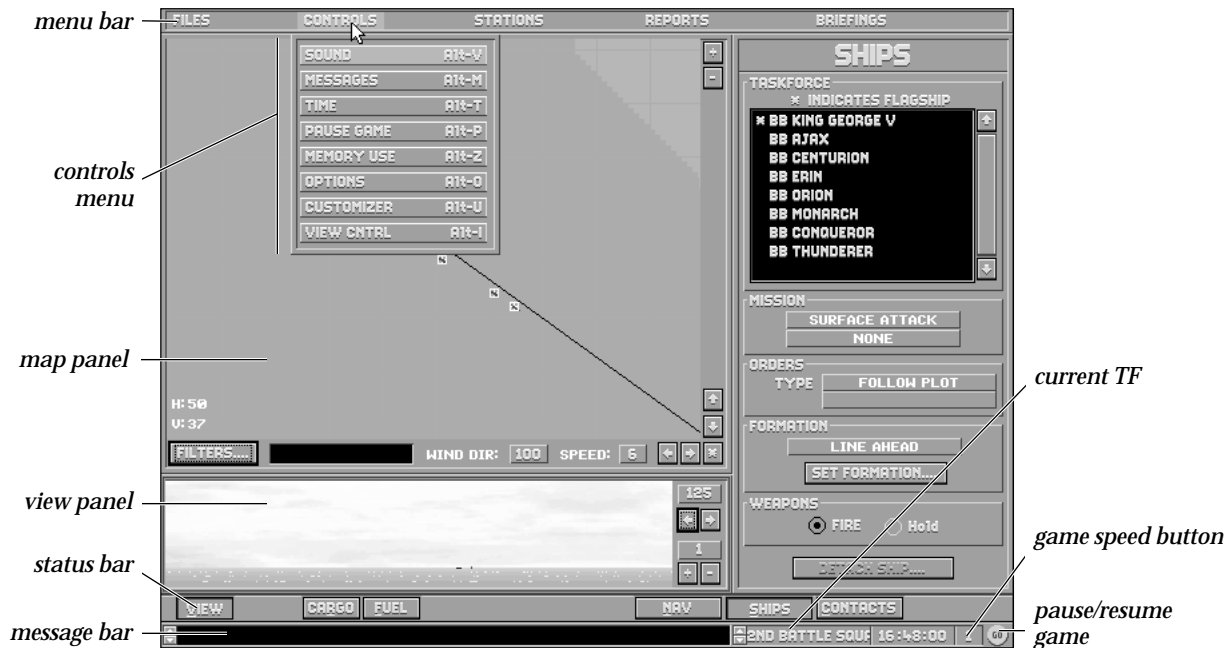 menu bar
FILES CONTROLS STATIONS REPORTS BRIEFINGS
controls
menu
SOUND Alt-V
MESSAGES Alt-M
TIME Alt-T
PAUSE GAME Alt-P
MEMORY USE Alt-Z
OPTIONS Alt-O
CUSTOMIZER Alt-U
VIEW CNTRL Alt-I
+
-
map panel
H:50
V:37
FILTERS.... WIND DIR: 100 SPEED: 6
view panel
125
1
+ -
SHIPS
TASKFORCE
* INDICATES FLAGSHIP
* BB KING GEORGE V
BB AJAX
BB CENTURION
BB ERIN
BB ORION
BB MONARCH
BB CONQUEROR
BB THUNDERER
MISSION
SURFACE ATTACK
NONE
ORDERS
TYPE FOLLOW PLOT
current TF
FORMATION
LINE AHEAD
SET FORMATION....
WEAPONS
FIRE Hold
DETACH SHIP....
game speed button
status bar
VIEW CARGO FUEL NAV SHIPS CONTACTS
message bar
2ND BATTLE SQUA 16:48:00 1 GO
pause/resume
game